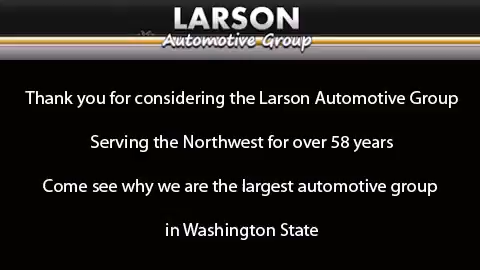 LARSON
Automotive Group
Thank you for considering the Larson Automotive Group
Serving the Northwest for over 58 years
Come see why we are the largest automotive group
in Washington State